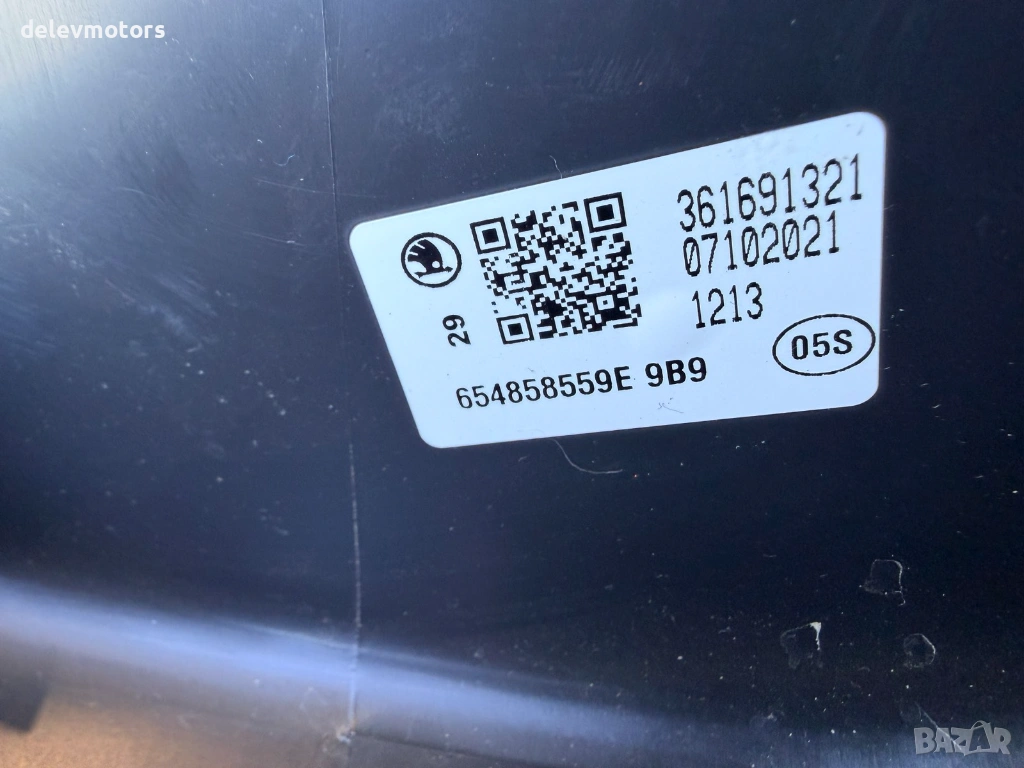 delevmotors
361691321
07102021
29
1213
05S
654858559E 9B9
BAZAR